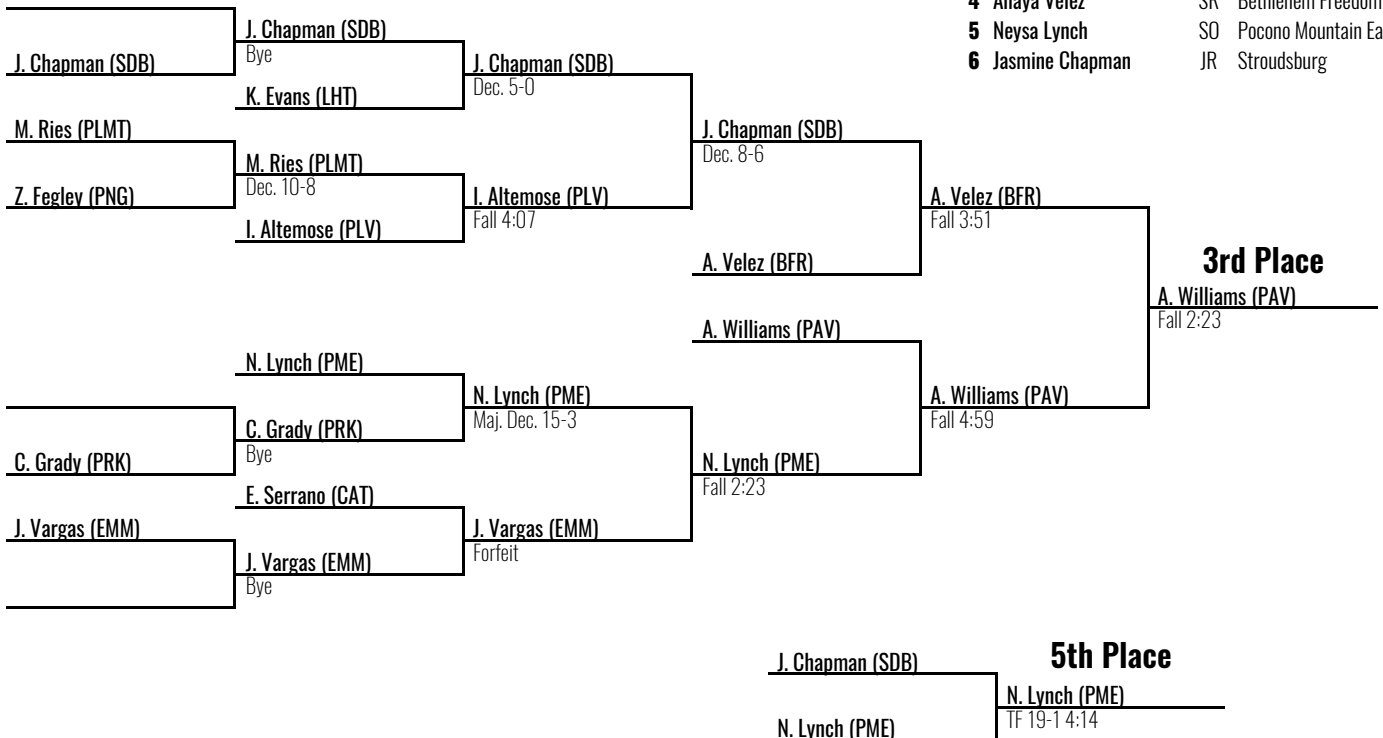 4 Anaya Velez SR Bethlehem Freedom
5 Neysa Lynch SO Pocono Mountain Ea
6 Jasmine Chapman JR Stroudsburg
J. Chapman (SDB)
J. Chapman (SDB)
Bye
K. Evans (LHT)
J. Chapman (SDB)
Dec. 5-0
M. Ries (PLMT)
Z. Fegley (PNG)
M. Ries (PLMT)
Dec. 10-8
I. Altemose (PLV)
I. Altemose (PLV)
Fall 4:07
J. Chapman (SDB)
Dec. 8-6
A. Velez (BFR)
A. Velez (BFR)
Fall 3:51
3rd Place
A. Williams (PAV)
Fall 2:23
A. Williams (PAV)
A. Williams (PAV)
Fall 4:59
N. Lynch (PME)
C. Grady (PRK)
C. Grady (PRK)
Bye
N. Lynch (PME)
Maj. Dec. 15-3
N. Lynch (PME)
Fall 2:23
E. Serrano (CAT)
J. Vargas (EMM)
J. Vargas (EMM)
Bye
J. Vargas (EMM)
Forfeit
5th Place
J. Chapman (SDB)
N. Lynch (PME)
TF 19-1 4:14
N. Lynch (PME)